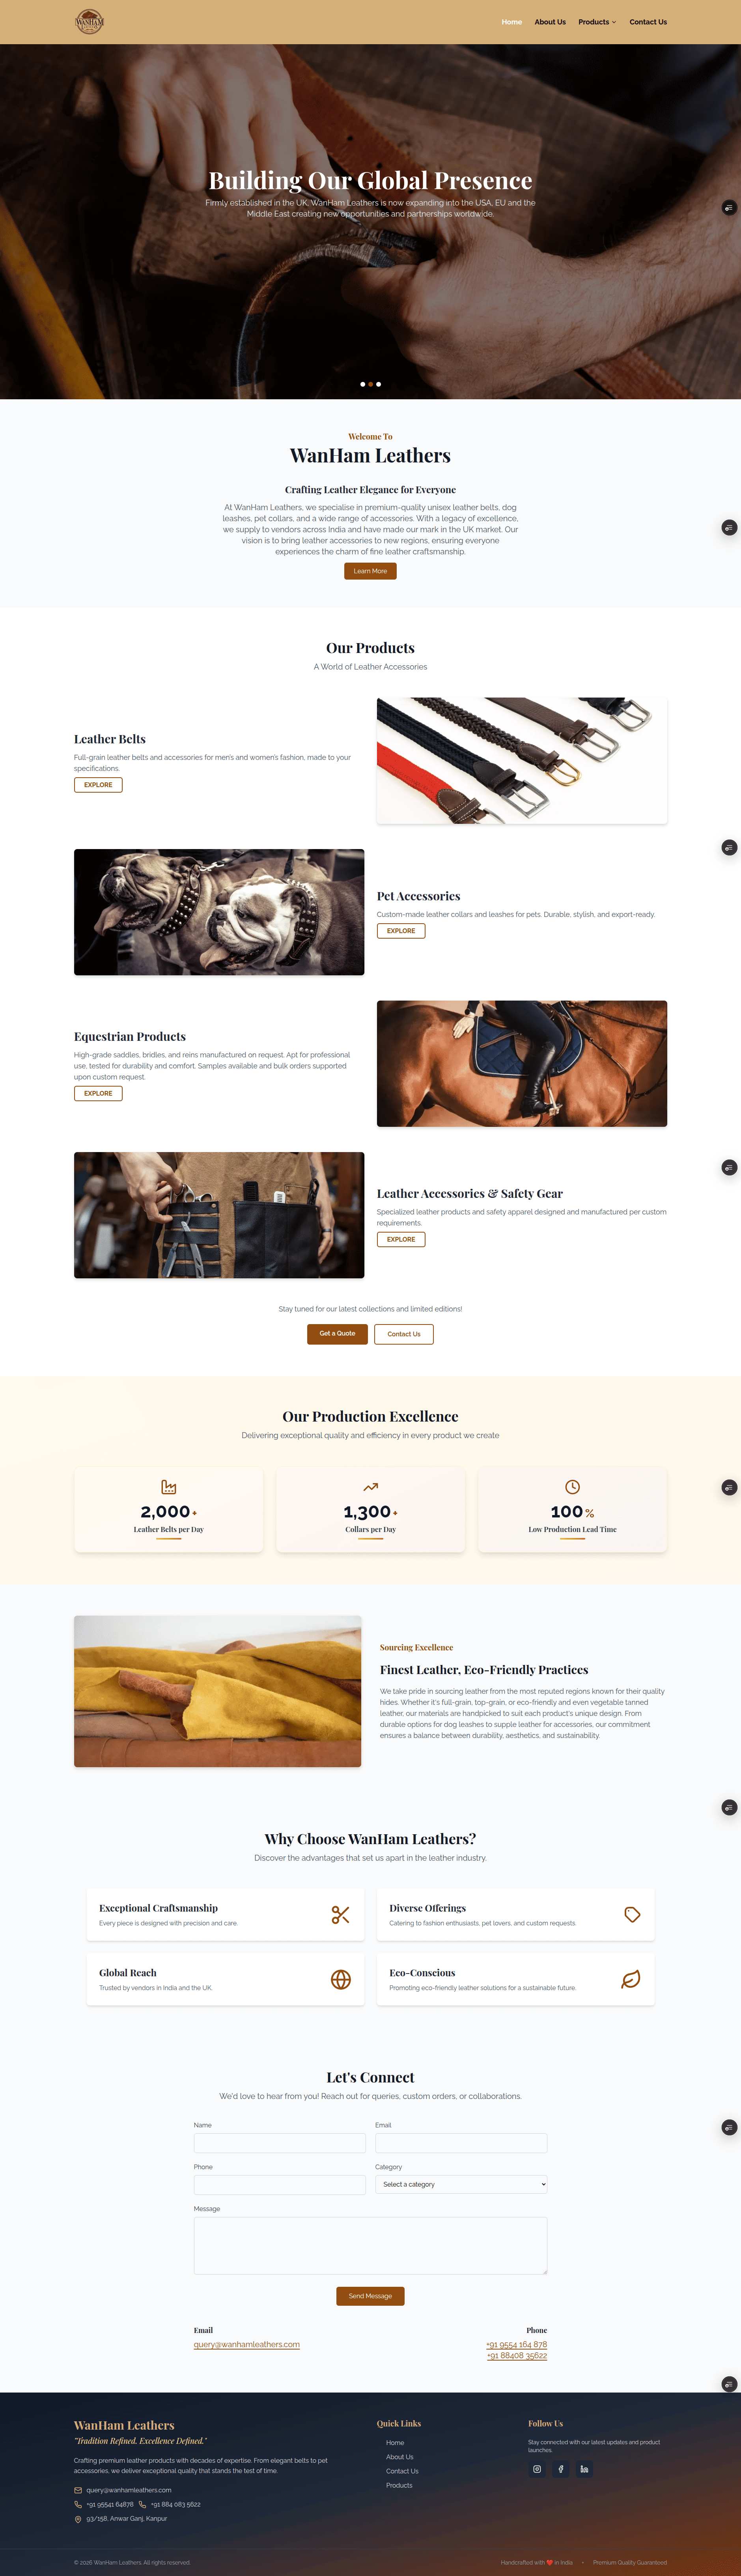 WANHAM
Home
About Us
Products
Contact Us
Building Our Global Presence
Firmly established in the UK, WanHam Leathers is now expanding into the USA, EU and the
Middle East creating new opportunities and partnerships worldwide.
Welcome To
WanHam Leathers
Crafting Leather Elegance for Everyone
At WanHam Leathers, we specialise in premium-quality unisex leather belts, dog
leashes, pet collars, and a wide range of accessories. With a legacy of excellence,
we supply to vendors across India and have made our mark in the UK market. Our
vision is to bring leather accessories to new regions, ensuring everyone
experiences the charm of fine leather craftsmanship.
Learn More
Our Products
A World of Leather Accessories
Leather Belts
Full-grain leather belts and accessories for men's and women's fashion, made to your
specifications.
EXPLORE
Pet Accessories
Custom-made leather collars and leashes for pets. Durable, stylish, and export-ready.
EXPLORE
Equestrian Products
High-grade saddles, bridles, and reins manufactured on request. Apt for professional
use, tested for durability and comfort. Samples available and bulk orders supported
upon custom request.
EXPLORE
Leather Accessories & Safety Gear
Specialized leather products and safety apparel designed and manufactured per custom
requirements.
EXPLORE
Stay tuned for our latest collections and limited editions!
Get a Quote
Contact Us
Our Production Excellence
Delivering exceptional quality and efficiency in every product we create
2,000+
Leather Belts per Day
1,300+
Collars per Day
100%
Low Production Lead Time
Sourcing Excellence
Finest Leather, Eco-Friendly Practices
We take pride in sourcing leather from the most reputed regions known for their quality
hides. Whether it's full-grain, top-grain, or eco-friendly and even vegetable tanned
leather, our materials are handpicked to suit each product's unique design. From
durable options for dog leashes to supple leather for accessories, our commitment
ensures a balance between durability, aesthetics, and sustainability.
Why Choose WanHam Leathers?
Discover the advantages that set us apart in the leather industry.
Exceptional Craftsmanship
Every piece is designed with precision and care.
Diverse Offerings
Catering to fashion enthusiasts, pet lovers, and custom requests.
Global Reach
Trusted by vendors in India and the UK.
Eco-Conscious
Promoting eco-friendly leather solutions for a sustainable future.
Let's Connect
We'd love to hear from you! Reach out for queries, custom orders, or collaborations.
Name
Email
Phone
Category
Select a category
Message
Send Message
Email
query@wanhamleathers.com
Phone
+91 9554 164 878
+91 88408 35622
WanHam Leathers
"Tradition Refined, Excellence Defined."
Crafting premium leather products with decades of expertise. From elegant belts to pet
accessories, we deliver exceptional quality that stands the test of time.
query@wanhamleathers.com
+91 95541 64878
+91 884 083 5622
93/158, Anwar Ganj, Kanpur
Quick Links
Home
About Us
Contact Us
Products
Follow Us
Stay connected with our latest updates and product
launches.
© 2026 WanHam Leathers. All rights reserved.
Handcrafted with ❤️ in India
•
Premium Quality Guaranteed